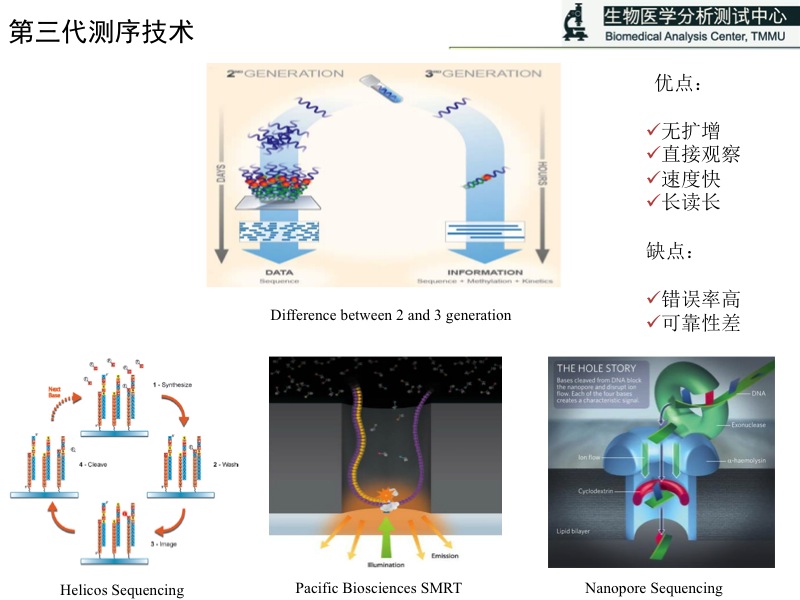 第三代测序技术
生物医学分析测试中心
Biomedical Analysis Center, TMMU
2ND GENERATION
3RD GENERATION
DAYS
HOURS
DATA
Sequence
INFORMATION
Sequence + Methylation + Kinetics
Difference between 2 and 3 generation
优点：
✓无扩增
✓直接观察
✓速度快
✓长读长
缺点：
✓错误率高
✓可靠性差
Next
Base
1 - Synthesize
2 - Wash
3 - Image
4 - Cleave
Helicos Sequencing
Illumination
Emission
Pacific Biosciences SMRT
THE HOLE STORY
Bases cleaved from DNA block
the nanopore and disrupt ion
flow. Each of the four bases
creates a characteristic signal.
DNA
Exonuclease
Ion flow
α-haemolysin
Cyclodextrin
Lipid bilayer
Nanopore Sequencing